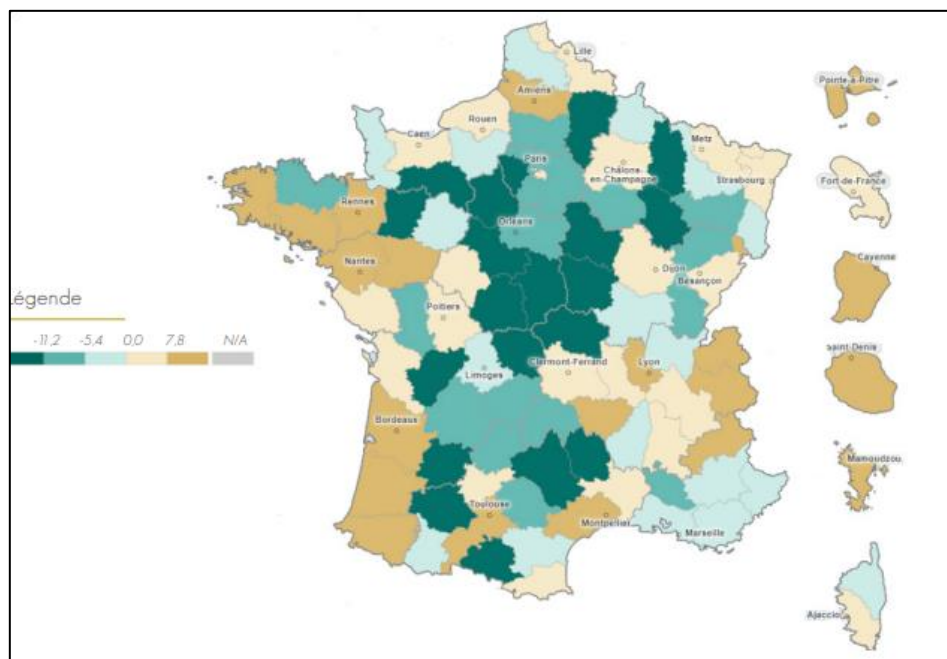 Lille
Amiens
Pointe-à-Pitre
Rouen
Caen
Metz
Paris
Châlons-
en-Champagne
Strasbourg
Fort-de-France
Rennes
Orléans
Cayenne
Nantes
Dijon
Besançon
égende
Poitiers
-11,2 -5,4 0,0 7,8 N/A
Saint-Denis
Clermont-Ferrand
Lyon
Limoges
Bordeaux
Mamoudzou
Toulouse
Montpellier
Marseille
Ajaccio